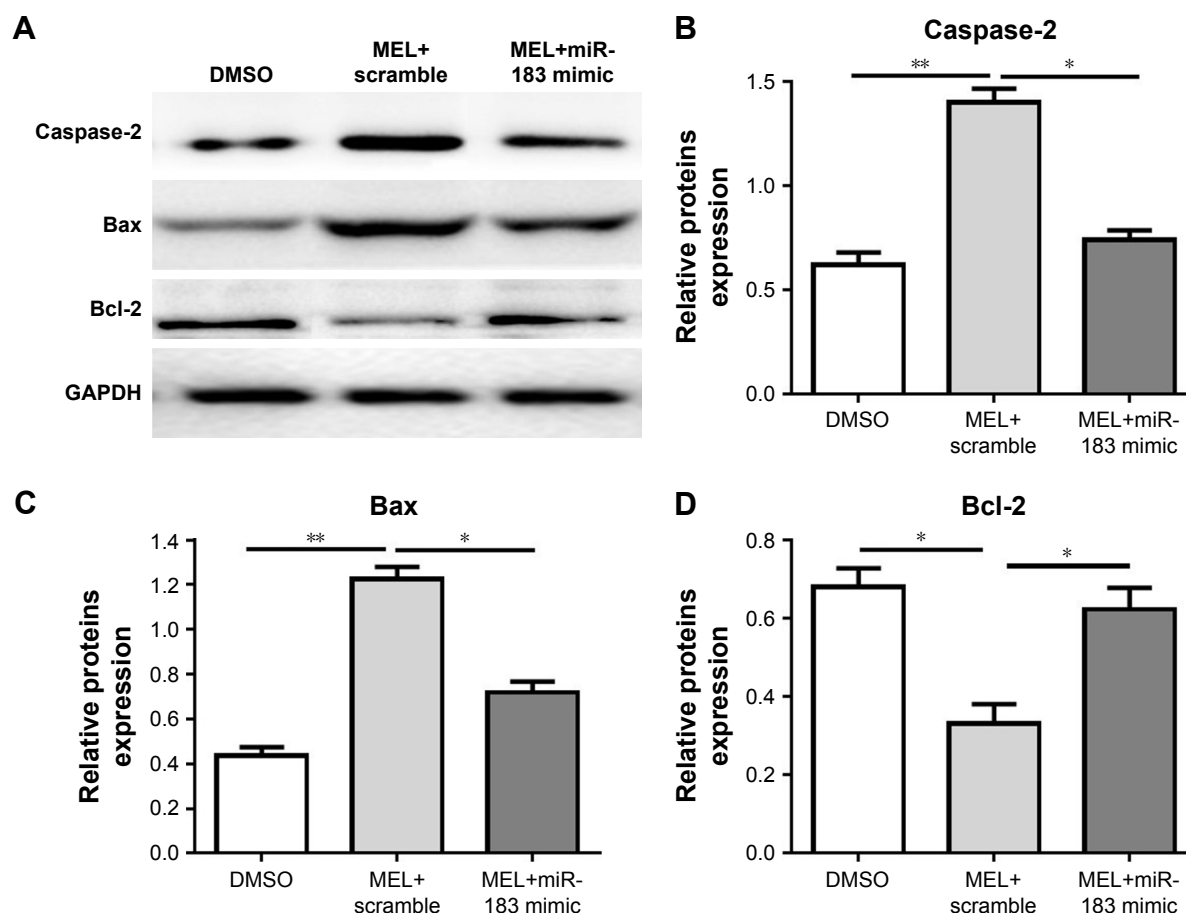 A
DMSO
MEL+
scramble
MEL+miR-
183 mimic
Caspase-2
Bax
Bcl-2
GAPDH
B
Caspase-2
Relative proteins
expression
1.5
1.0
0.5
0.0
**
*
DMSO
MEL+
scramble
MEL+miR-
183 mimic
C
Bax
Relative proteins
expression
1.4
1.2
1.0
0.8
0.6
0.4
0.2
0.0
**
*
DMSO
MEL+
scramble
MEL+miR-
183 mimic
D
Bcl-2
Relative proteins
expression
0.8
0.6
0.4
0.2
0.0
*
*
DMSO
MEL+
scramble
MEL+miR-
183 mimic